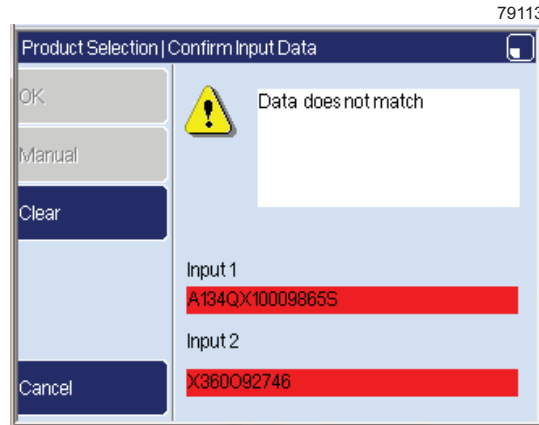 79113
Product Selection | Confirm Input Data
OK
Data does not match
Manual
Clear
Input 1
A134QX10009865S
Input 2
X360O92746
Cancel